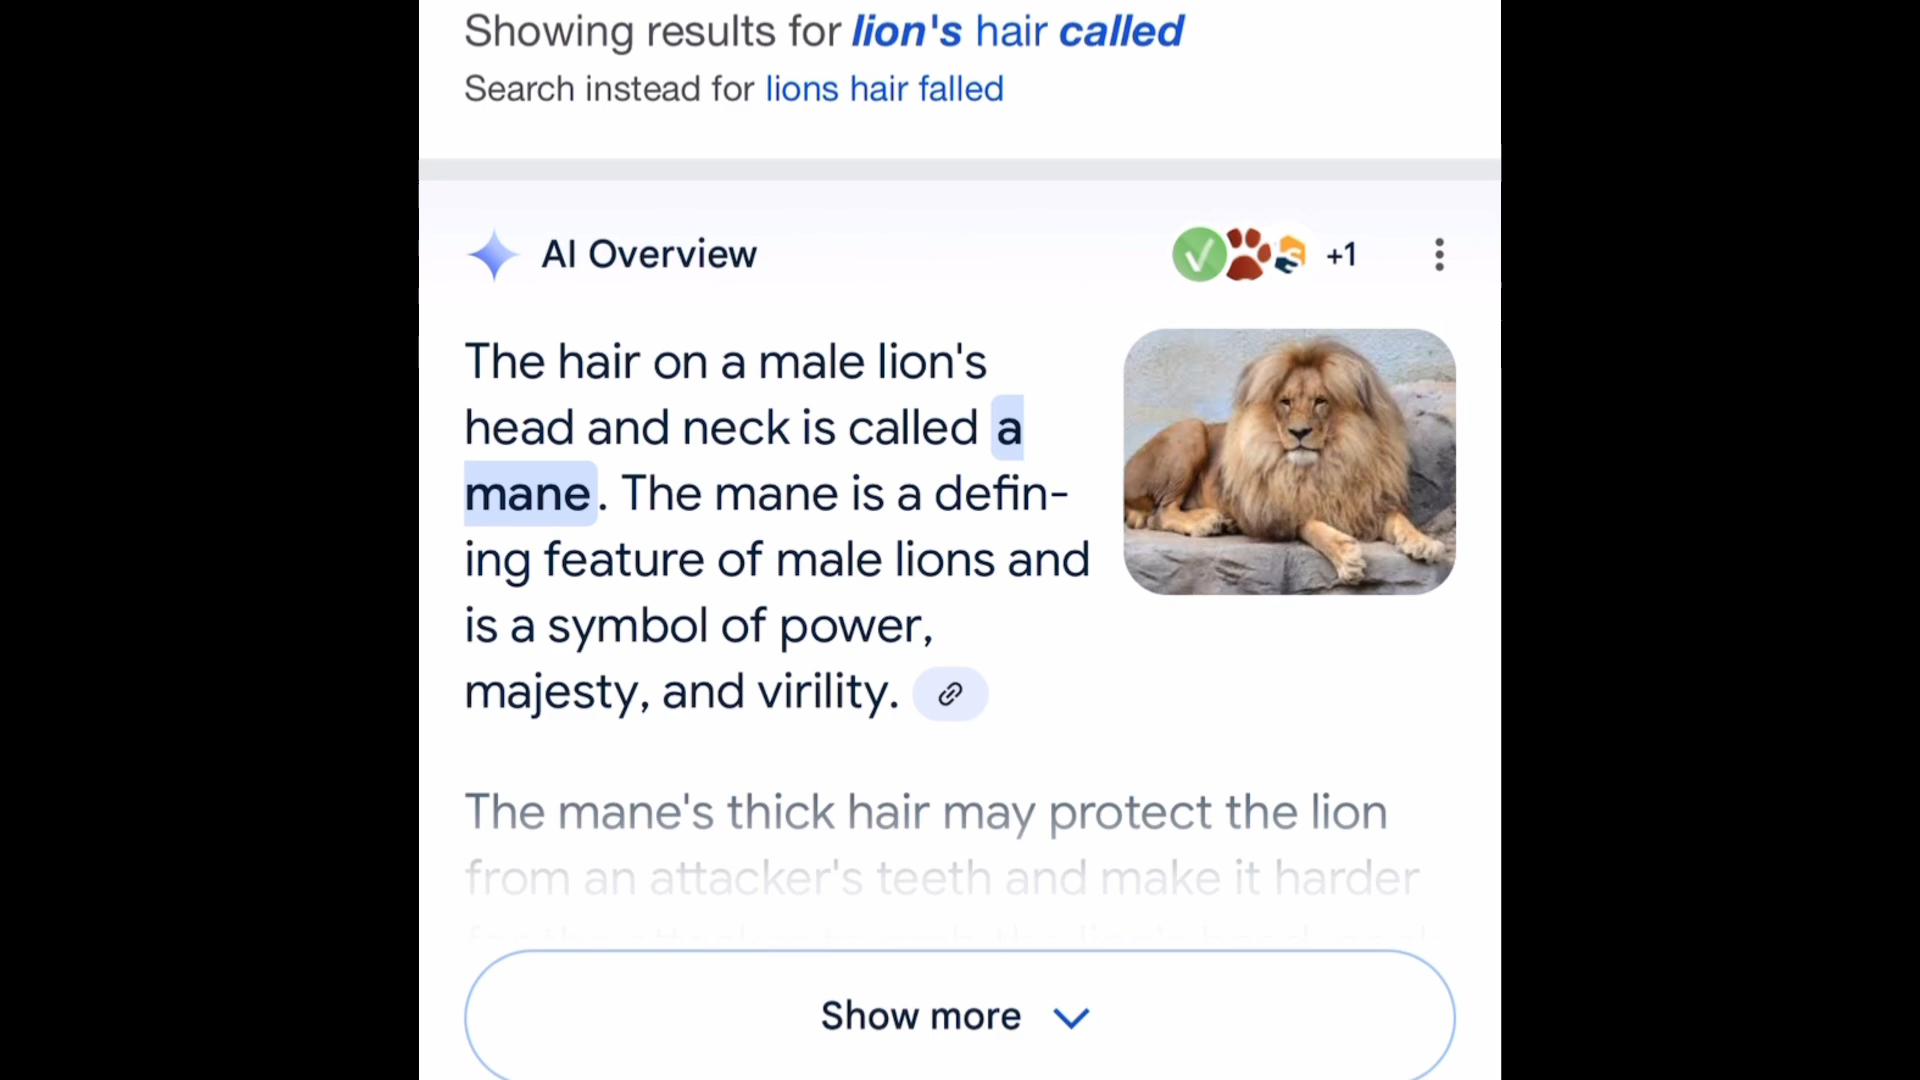 Showing results for lion's hair called
Search instead for lions hair falled
AI Overview
+1
The hair on a male lion's
head and neck is called a
mane. The mane is a defin-
ing feature of male lions and
is a symbol of power,
majesty, and virility.
The mane's thick hair may protect the lion
from an attacker's teeth and make it harder
Show more